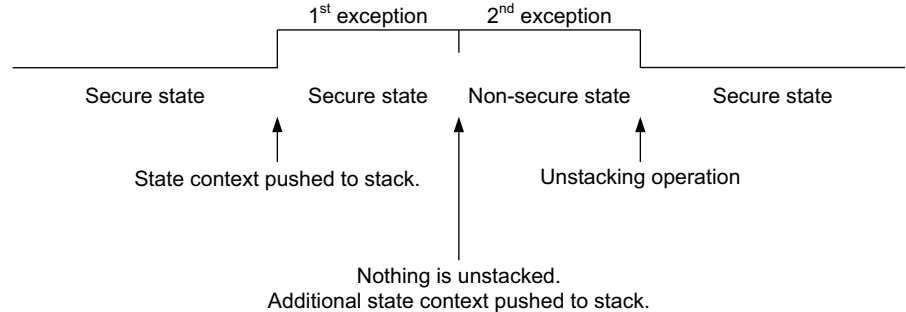 1st exception
2nd exception
Secure state
Secure state
Non-secure state
Secure state
State context pushed to stack.
Unstacking operation
Nothing is unstacked.
Additional state context pushed to stack.